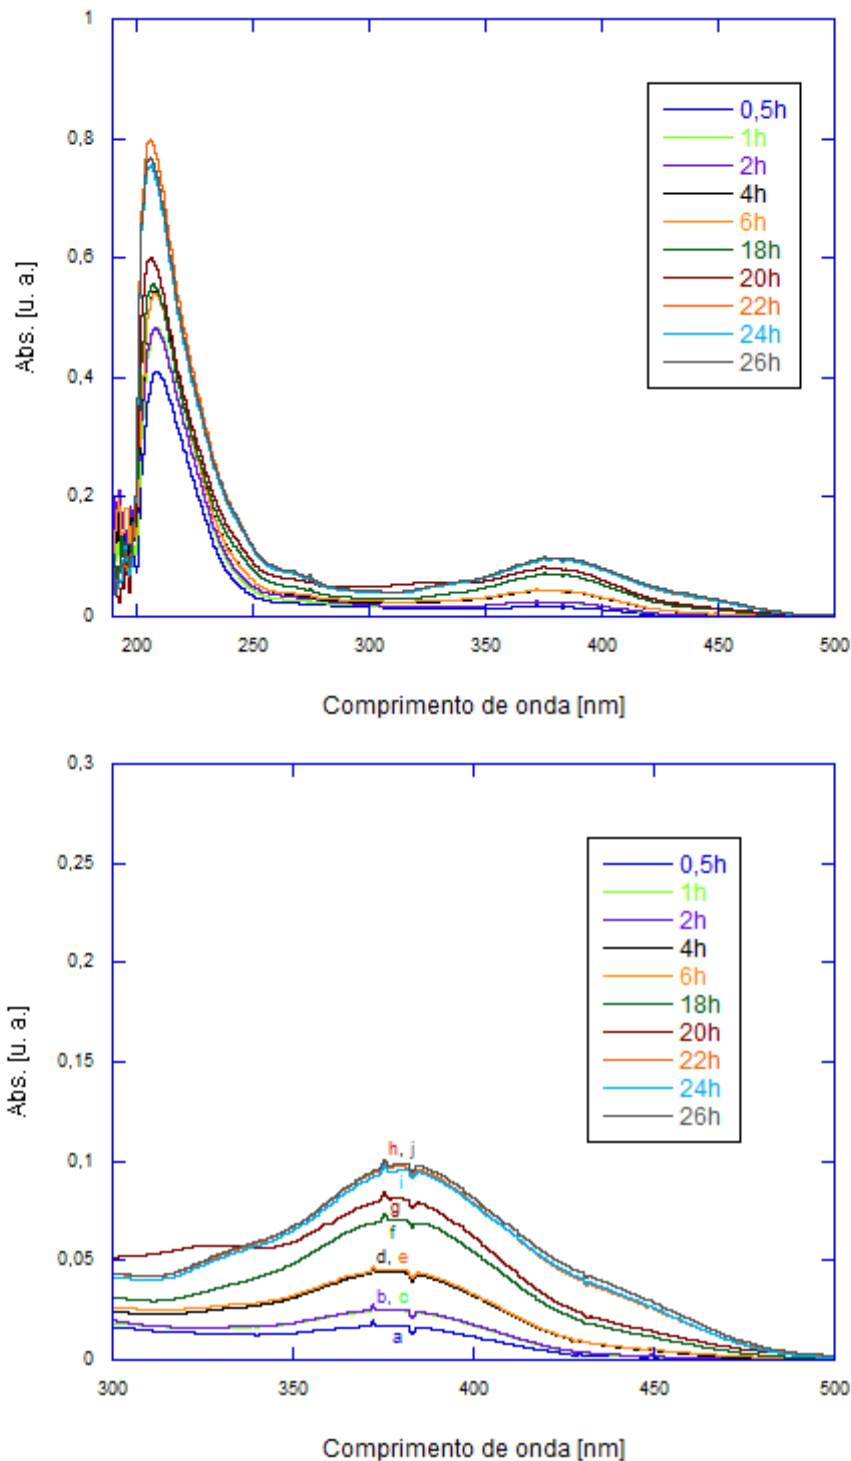 1
0.8
0.6
0.4
0.2
0
Abs. [u. a.]
0,5h
1h
2h
4h
6h
18h
20h
22h
24h
26h
200 250 300 350 400 450 500
Comprimento de onda [nm]
0,3
0,25
0,2
0,15
0,1
0,05
0
Abs. [u. a.]
0,5h
1h
2h
4h
6h
18h
20h
22h
24h
26h
h, j
i
g
f
d, e
b, c
a
300 350 400 450 500
Comprimento de onda [nm]